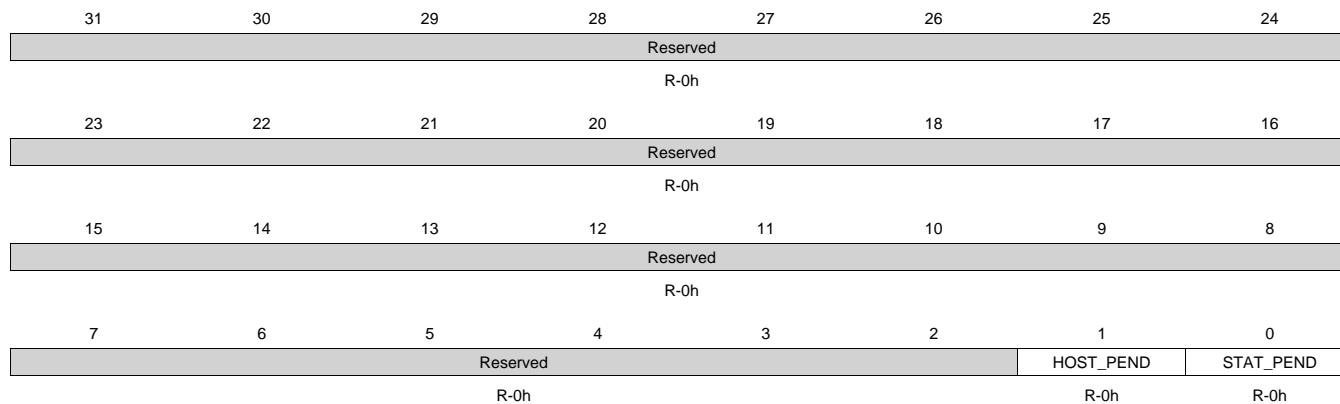 31 30 29 28 27 26 25 24
Reserved
R-0h
23 22 21 20 19 18 17 16
Reserved
R-0h
15 14 13 12 11 10 9 8
Reserved
R-0h
7 6 5 4 3 2 1 0
Reserved HOST_PEND STAT_PEND
R-0h R-0h R-0h